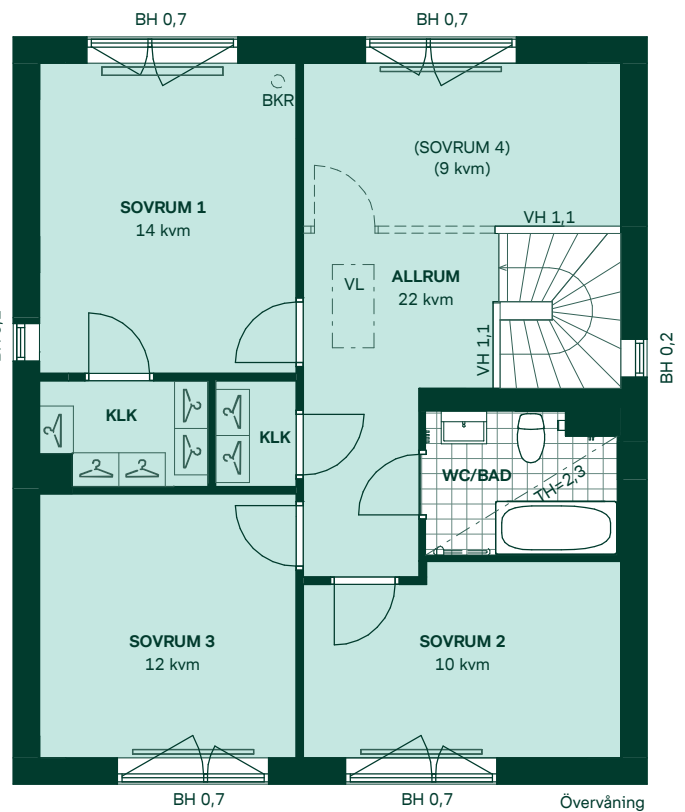 BH 0,7
BH 0,7
BKR
(SOVRUM 4)
(9 kvm)
SOVRUM 1
14 kvm
VH 1,1
VL
ALLRUM
22 kvm
VH 1,1
BH 0,2
KLK
KLK
WC/BAD
TH=2,3
SOVRUM 3
12 kvm
SOVRUM 2
10 kvm
BH 0,7
BH 0,7
Övervåning